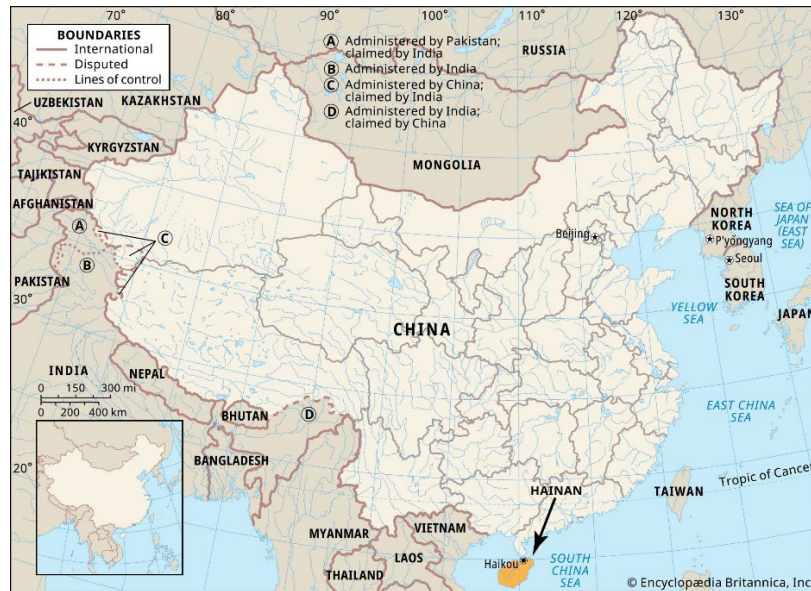 70°
80°
90°
100°
110°
120°
130°
BOUNDARIES
International
Disputed
Lines of control
Ⓐ Administered by Pakistan;
claimed by India
Ⓑ Administered by India
Ⓒ Administered by China;
claimed by India
Ⓓ Administered by India;
claimed by China
RUSSIA
UZBEKISTAN
KAZAKHSTAN
40°
40°
KYRGYZSTAN
MONGOLIA
TAJIKISTAN
AFGHANISTAN
NORTH
KOREA
SEA OF
JAPAN
(EAST
SEA)
Ⓐ
Ⓒ
Beijing
P'yongyang
Seoul
Ⓑ
PAKISTAN
SOUTH
KOREA
30°
30°
YELLOW
SEA
JAPAN
CHINA
INDIA
NEPAL
0 150 300 mi
0 200 400 km
BHUTAN
Ⓓ
EAST CHINA
SEA
BANGLADESH
20°
Tropic of Cancer
HAINAN
TAIWAN
MYANMAR
VIETNAM
LAOS
Haikou
SOUTH
CHINA
SEA
THAILAND
© Encyclopædia Britannica, Inc